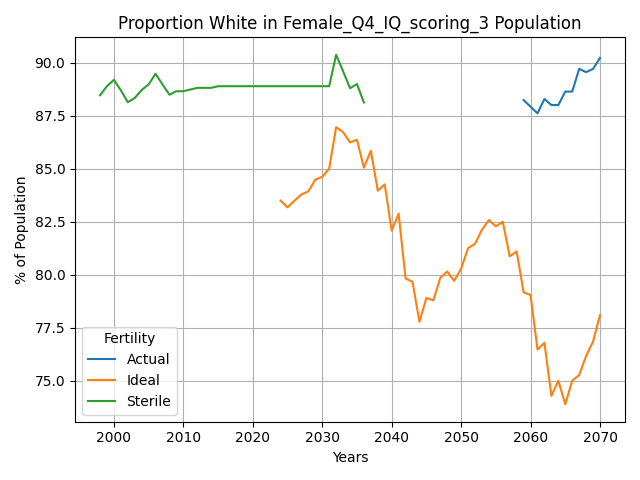 Proportion White in Female_Q4_IQ_scoring_3 Population
% of Population
90.0
87.5
85.0
82.5
80.0
77.5
75.0
Fertility
Actual
Ideal
Sterile
2000 2010 2020 2030 2040 2050 2060 2070
Years